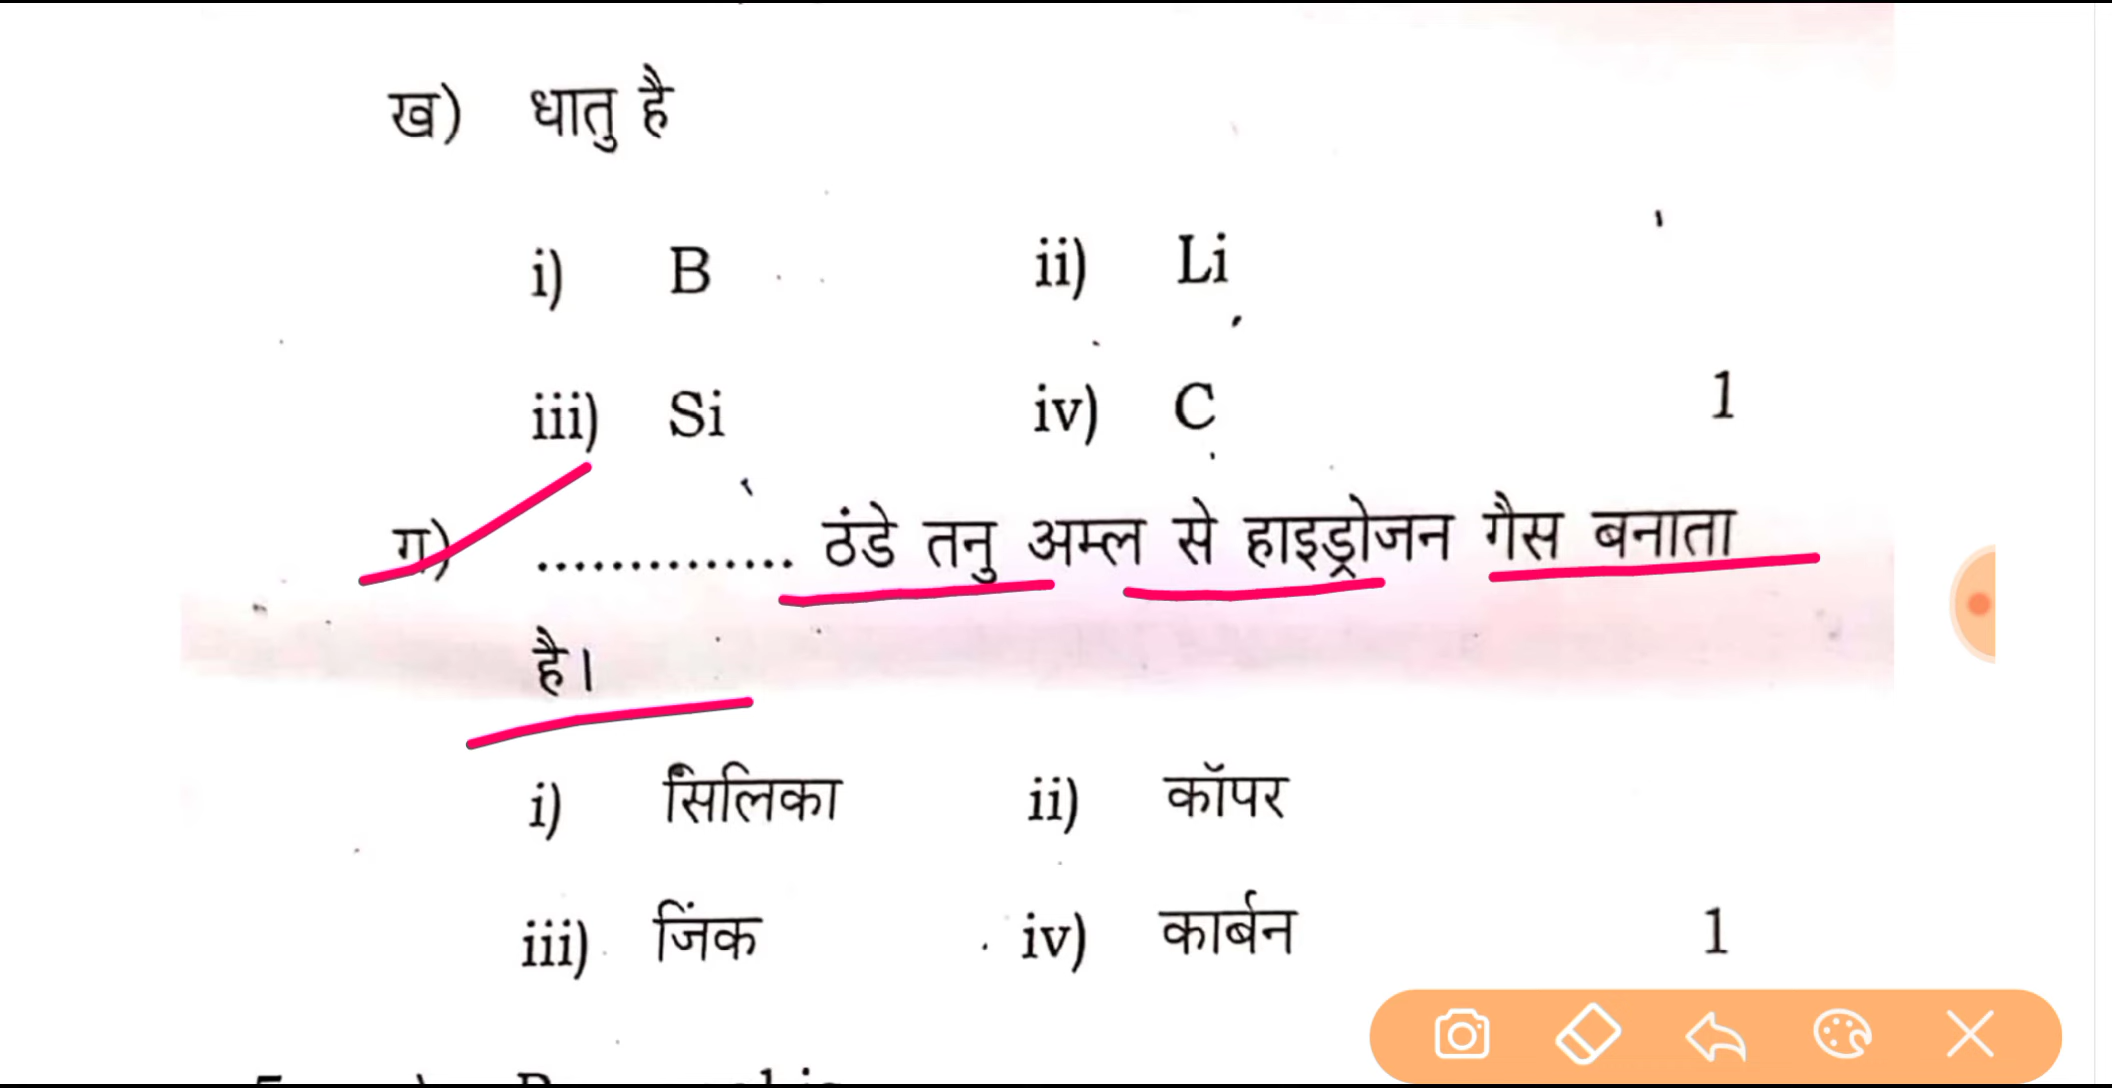 ख) धातु है
i) B ii) Li
iii) Si iv) C 1
ग) .............. ठंडे तनु अम्ल से हाइड्रोजन गैस बनाता
है।
i) सिलिका ii) कॉपर
iii) जिंक iv) कार्बन 1